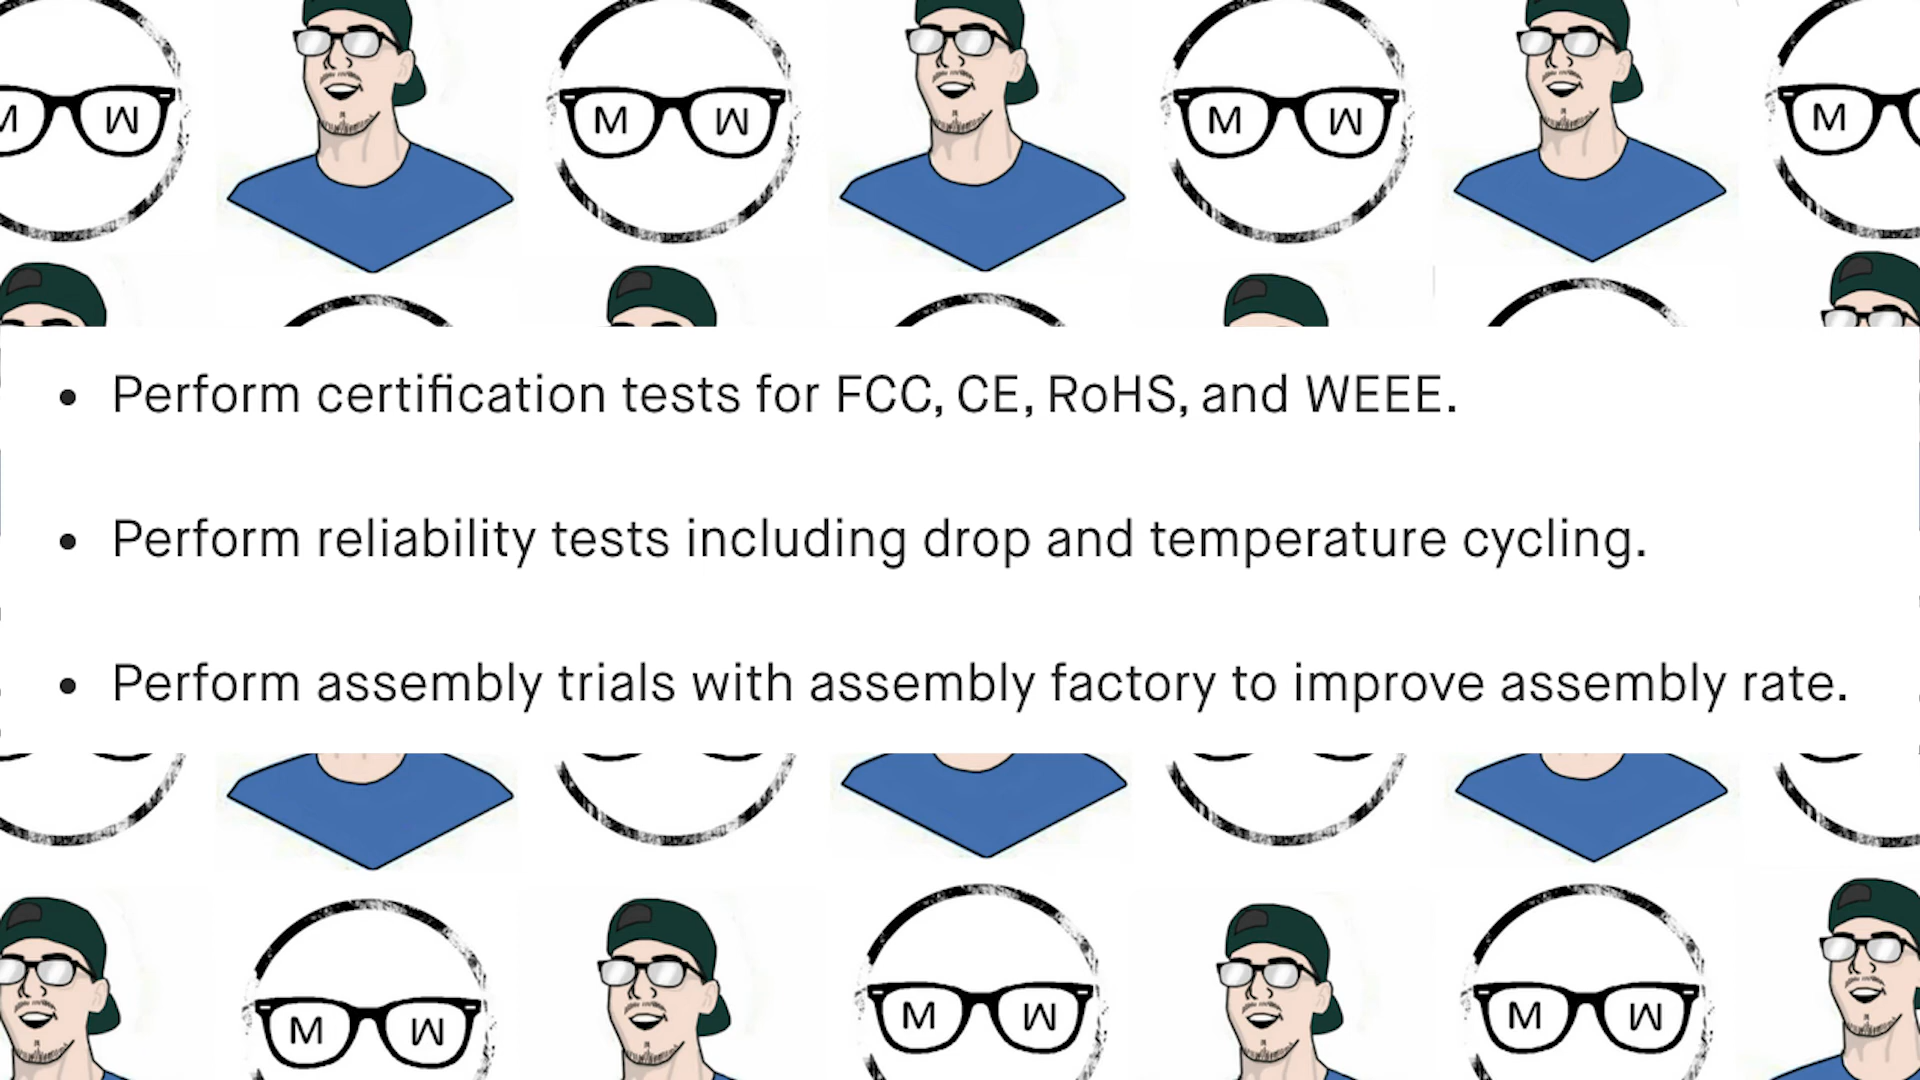 M M
M M
M M
M
• Perform certification tests for FCC, CE, RoHS, and WEEE.
• Perform reliability tests including drop and temperature cycling.
• Perform assembly trials with assembly factory to improve assembly rate.
M M
M M
M M